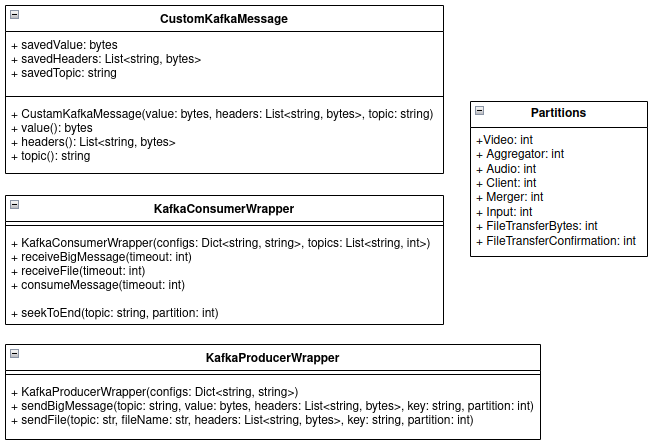 CustomKafkaMessage
+ savedValue: bytes
+ savedHeaders: List<string, bytes>
+ savedTopic: string
+ CustamKafkaMessage(value: bytes, headers: List<string, bytes>, topic: string)
+ value(): bytes
+ headers(): List<string, bytes>
+ topic(): string
Partitions
+Video: int
+ Aggregator: int
+ Audio: int
+ Client: int
+ Merger: int
+ Input: int
+ FileTransferBytes: int
+ FileTransferConfirmation: int
KafkaConsumerWrapper
+ KafkaConsumerWrapper(configs: Dict<string, string>, topics: List<string, int>)
+ receiveBigMessage(timeout: int)
+ receiveFile(timeout: int)
+ consumeMessage(timeout: int)
+ seekToEnd(topic: string, partition: int)
KafkaProducerWrapper
+ KafkaProducerWrapper(configs: Dict<string, string>)
+ sendBigMessage(topic: string, value: bytes, headers: List<string, bytes>, key: string, partition: int)
+ sendFile(topic: str, fileName: str, headers: List<string, bytes>, key: string, partition: int)